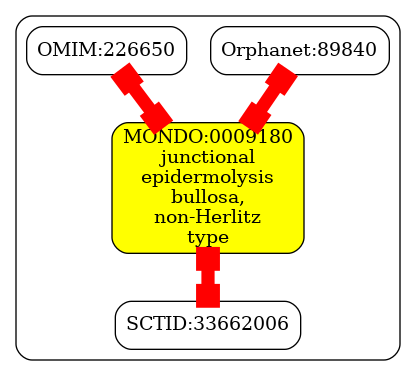 OMIM:226650
Orphanet:89840
MONDO:0009180
junctional
epidermolysis
bullosa,
non-Herlitz
type
SCTID:33662006